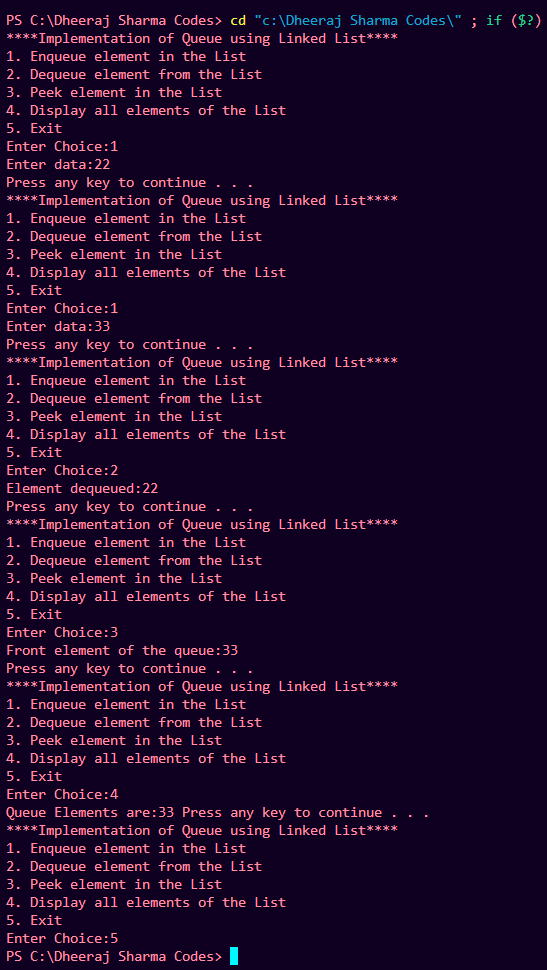 PS C:\Dheeraj Sharma Codes> cd "c:\Dheeraj Sharma Codes\" ; if ($?)
****Implementation of Queue using Linked List****
1. Enqueue element in the List
2. Dequeue element from the List
3. Peek element in the List
4. Display all elements of the List
5. Exit
Enter Choice:1
Enter data:22
Press any key to continue . . .
****Implementation of Queue using Linked List****
1. Enqueue element in the List
2. Dequeue element from the List
3. Peek element in the List
4. Display all elements of the List
5. Exit
Enter Choice:1
Enter data:33
Press any key to continue . . .
****Implementation of Queue using Linked List****
1. Enqueue element in the List
2. Dequeue element from the List
3. Peek element in the List
4. Display all elements of the List
5. Exit
Enter Choice:2
Element dequeued:22
Press any key to continue . . .
****Implementation of Queue using Linked List****
1. Enqueue element in the List
2. Dequeue element from the List
3. Peek element in the List
4. Display all elements of the List
5. Exit
Enter Choice:3
Front element of the queue:33
Press any key to continue . . .
****Implementation of Queue using Linked List****
1. Enqueue element in the List
2. Dequeue element from the List
3. Peek element in the List
4. Display all elements of the List
5. Exit
Enter Choice:4
Queue Elements are:33 Press any key to continue . . .
****Implementation of Queue using Linked List****
1. Enqueue element in the List
2. Dequeue element from the List
3. Peek element in the List
4. Display all elements of the List
5. Exit
Enter Choice:5
PS C:\Dheeraj Sharma Codes>